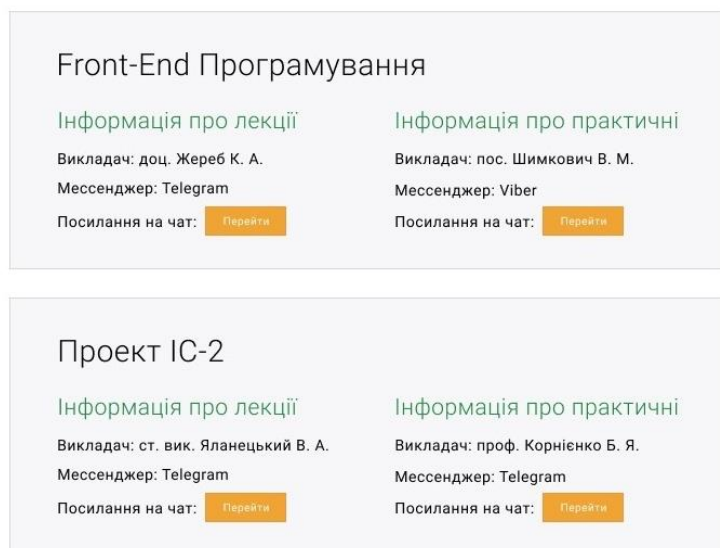 Front-End Програмування
Інформація про лекції
Викладач: доц. Жереб К. А.
Мессенджер: Telegram
Посилання на чат: Перейти
Інформація про практичні
Викладач: пос. Шимкович В. М.
Мессенджер: Viber
Посилання на чат: Перейти
Проект ІС-2
Інформація про лекції
Викладач: ст. вик. Яланецький В. А.
Мессенджер: Telegram
Посилання на чат: Перейти
Інформація про практичні
Викладач: проф. Корнієнко Б. Я.
Мессенджер: Telegram
Посилання на чат: Перейти